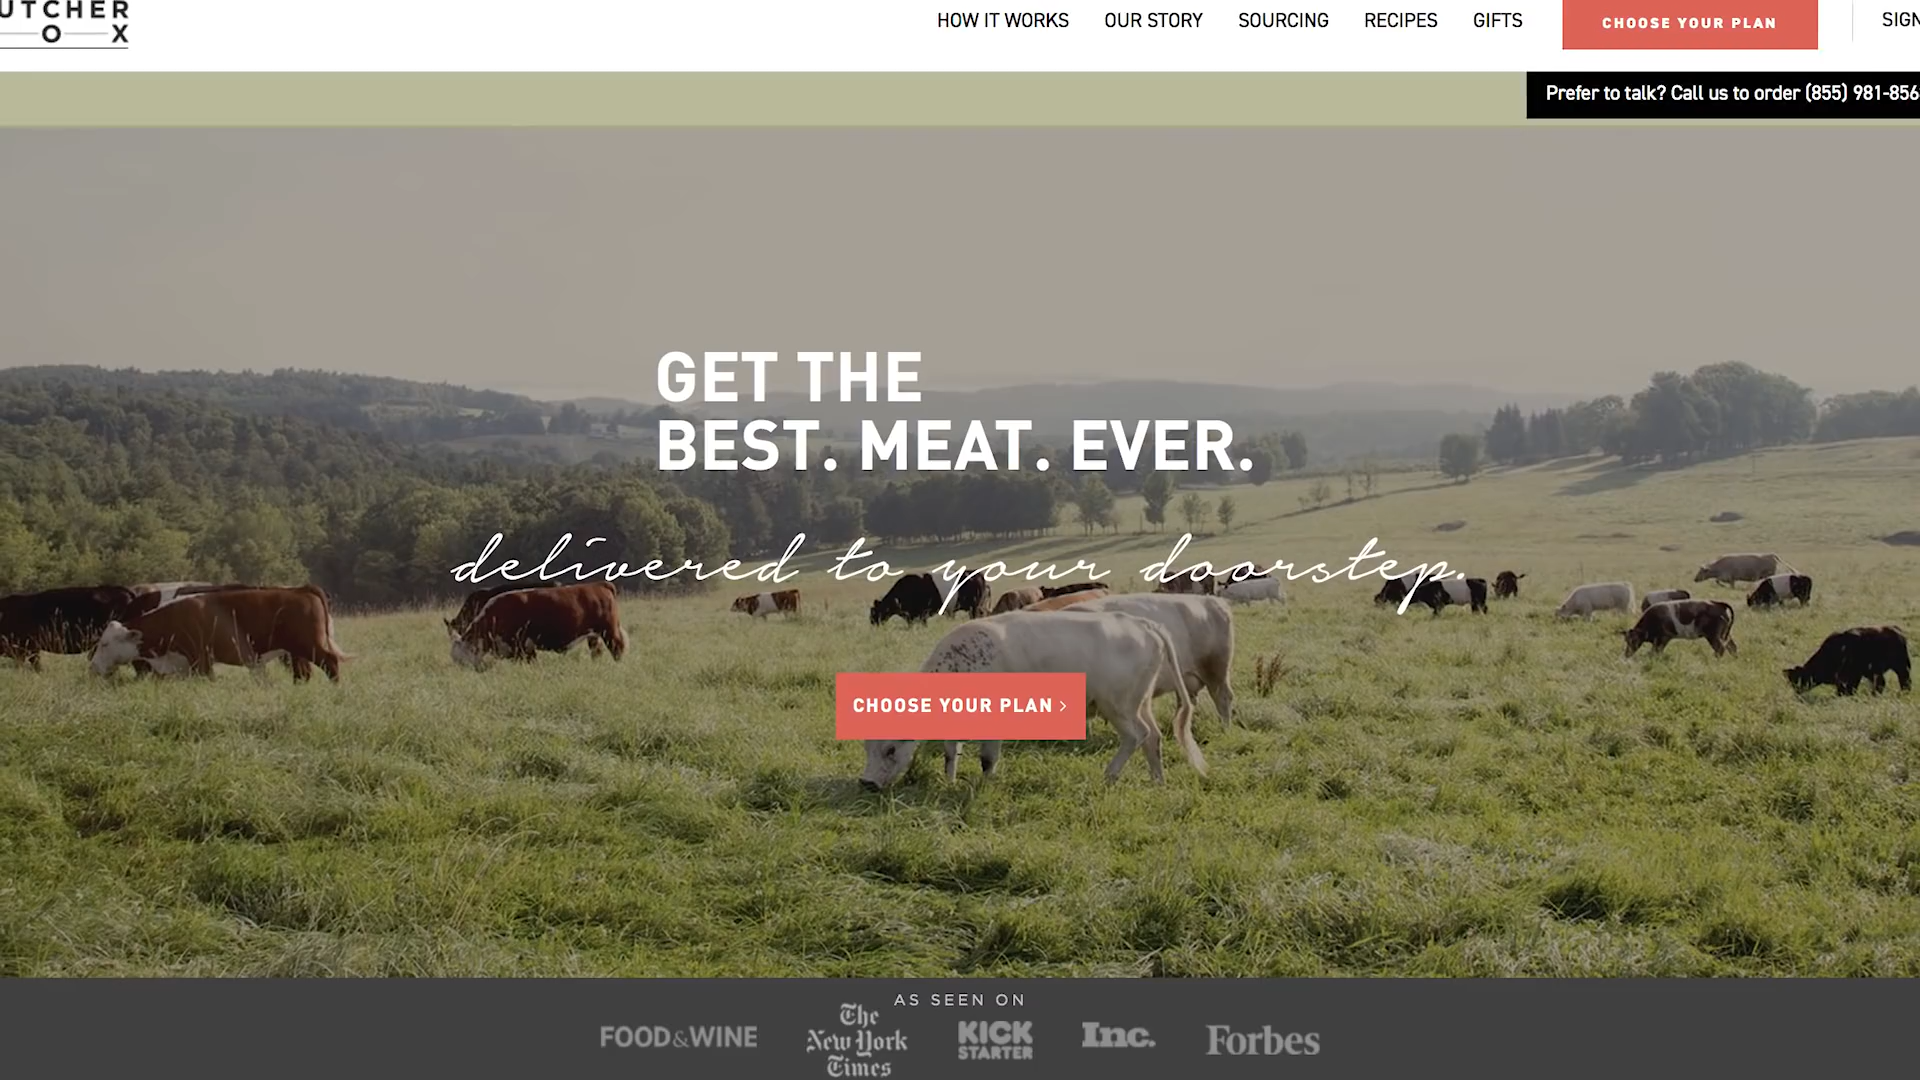 UTCHER
O X
HOW IT WORKS OUR STORY SOURCING RECIPES GIFTS CHOOSE YOUR PLAN SIGN
Prefer to talk? Call us to order (855) 981-856
GET THE
BEST. MEAT. EVER.
delivered to your doorstep.
CHOOSE YOUR PLAN >
AS SEEN ON
FOOD&WINE The New York Times KICK STARTER Inc. Forbes